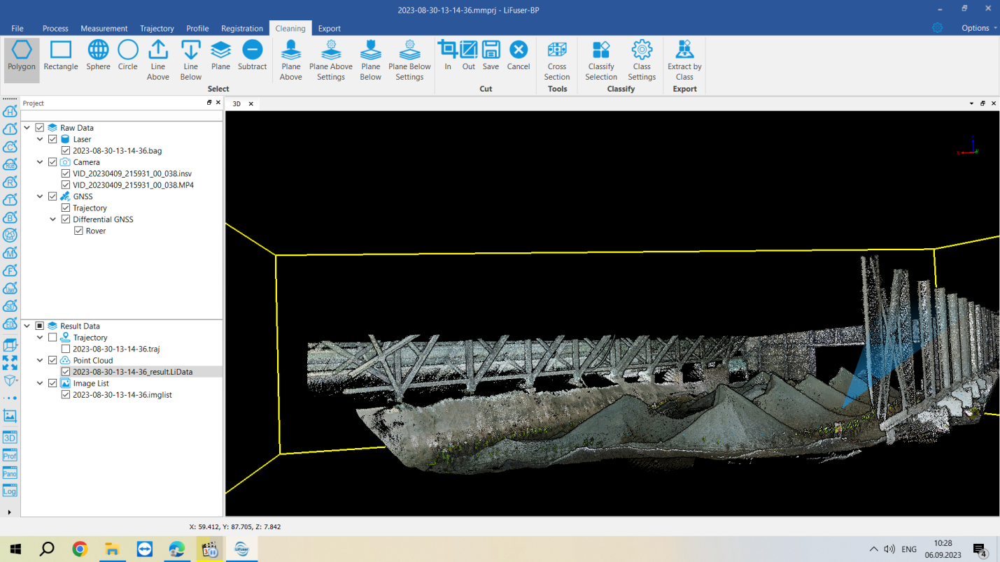 2023-08-30-13-14-36.mmprj - LiFuser-BP
File Process Measurement Trajectory Profile Registration Cleaning Export Options
Polygon Rectangle Sphere Circle Line Above Line Below Plane Subtract Plane Above Plane Above Settings Plane Below Plane Below Settings In Out Save Cancel Cross Section Classify Selection Class Settings Extract by Class
Select Cut Tools Classify Export
Project
3D
Raw Data
Laser
2023-08-30-13-14-36.bag
Camera
VID_20230409_215931_00_038.insv
VID_20230409_215931_00_038.MP4
GNSS
Trajectory
Differential GNSS
Rover
Result Data
Trajectory
2023-08-30-13-14-36.traj
Point Cloud
2023-08-30-13-14-36_result.LiData
Image List
2023-08-30-13-14-36.imglist
H
I
C
RGB
R
T
B
M
F
User
SID
EDL
3D
Prof
Pano
Log
X: 59.412, Y: 87.705, Z: 7.842
LiFuser
ENG
10:28
06.09.2023
4